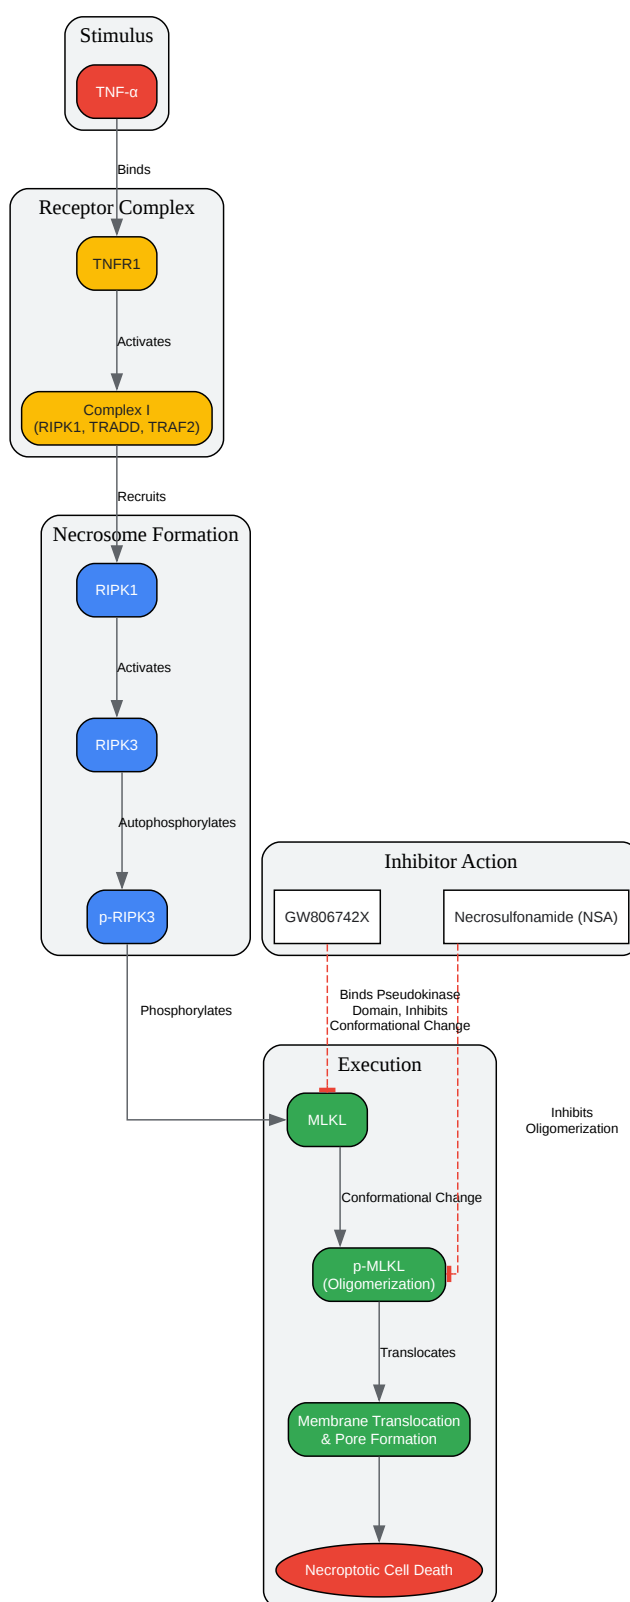 Stimulus
TNF-α
Binds
Receptor Complex
TNFR1
Activates
Complex I
(RIPK1, TRADD, TRAF2)
Recruits
Necrosome Formation
RIPK1
Activates
RIPK3
Autophosphorylates
p-RIPK3
Inhibitor Action
GW806742X
Necrosulfonamide (NSA)
Phosphorylates
Binds Pseudokinase
Domain, Inhibits
Conformational Change
Inhibits
Oligomerization
Execution
MLKL
Conformational Change
p-MLKL
(Oligomerization)
Translocates
Membrane Translocation
& Pore Formation
Necroptotic Cell Death